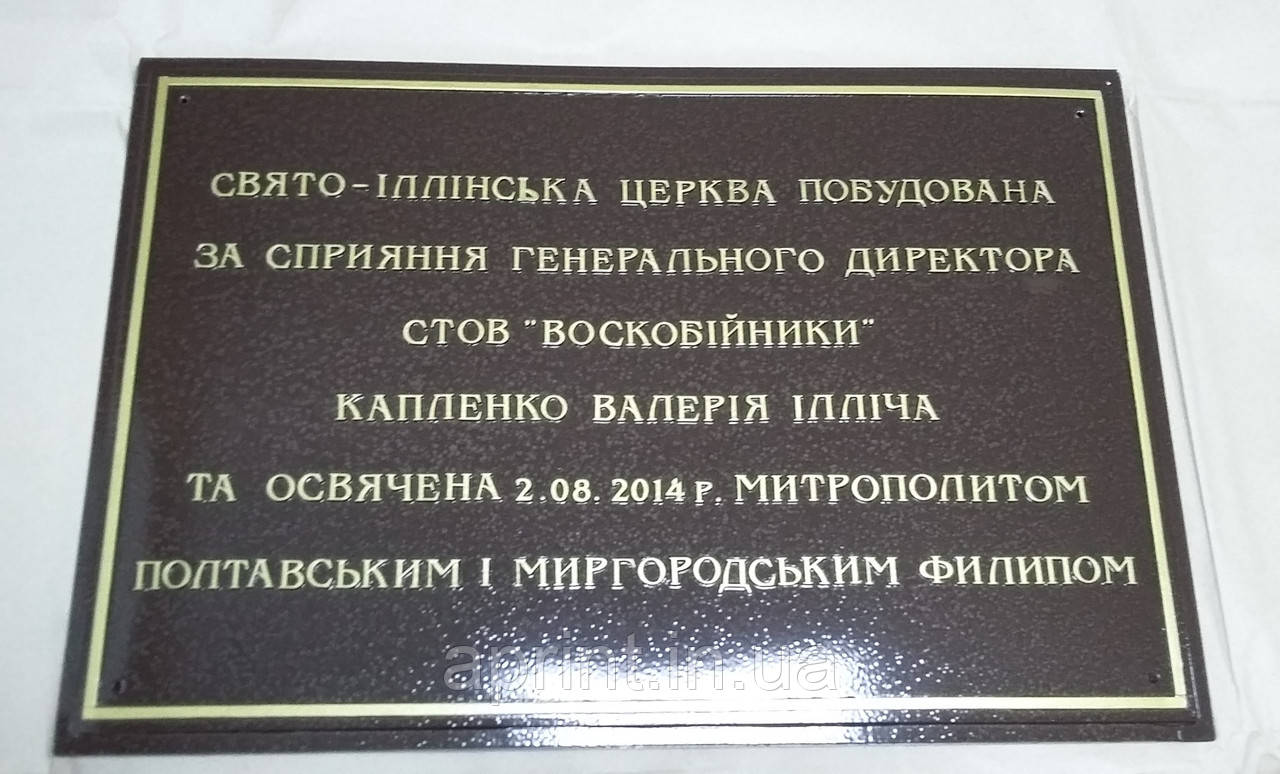 СВЯТО-ІЛЛІНСЬКА ЦЕРКВА ПОБУДОВАНА
ЗА СПРИЯННЯ ГЕНЕРАЛЬНОГО ДИРЕКТОРА
СТОВ "ВОСКОБІЙНИКИ"
КАПЛЕНКО ВАЛЕРІЯ ІЛЛІЧА
ТА ОСВЯЧЕНА 2.08.2014 р. МИТРОПОЛИТОМ
ПОЛТАВСЬКИМ І МИРГОРОДСЬКИМ ФИЛИПОМ
aprint.in.ua